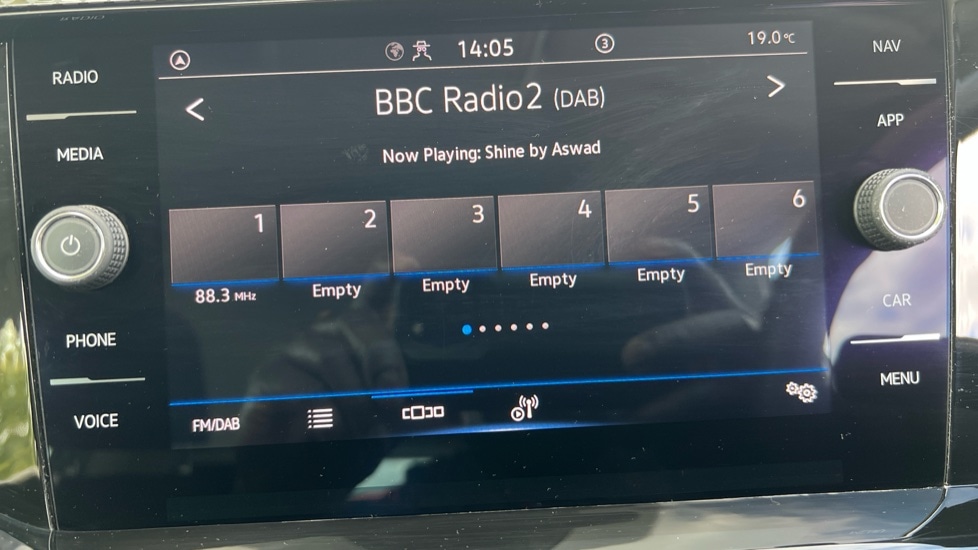 RADIO
MEDIA
PHONE
VOICE
14:05
3
19.0°C
BBC Radio2 (DAB)
Now Playing: Shine by Aswad
1 2 3 4 5 6
88.3 MHz Empty Empty Empty Empty Empty
FM/DAB
NAV
APP
CAR
MENU